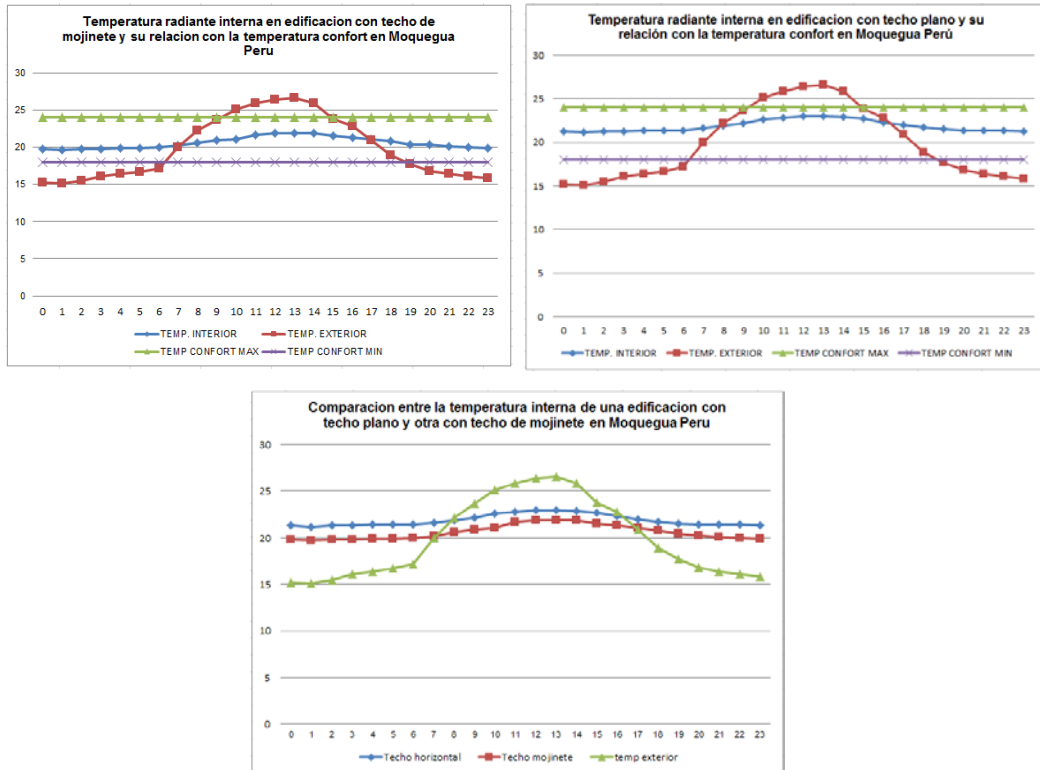 Temperatura radiante interna en edificacion con techo de
mojinete y su relacion con la temperatura confort en Moquegua
Peru
30
25
20
15
10
5
0
0 1 2 3 4 5 6 7 8 9 10 11 12 13 14 15 16 17 18 19 20 21 22 23
TEMP. INTERIOR TEMP. EXTERIOR
TEMP CONFORT MAX TEMP CONFORT MIN
Temperatura radiante interna en edificacion con techo plano y su
relación con la temperatura confort en Moquegua Perú
30
25
20
15
10
5
0
0 1 2 3 4 5 6 7 8 9 10 11 12 13 14 15 16 17 18 19 20 21 22 23
TEMP. INTERIOR TEMP. EXTERIOR TEMP CONFORT MAX TEMP CONFORT MIN
Comparacion entre la temperatura interna de una edificacion con
techo plano y otra con techo de mojinete en Moquegua Peru
30
25
20
15
10
5
0
0 1 2 3 4 5 6 7 8 9 10 11 12 13 14 15 16 17 18 19 20 21 22 23
Techo horizontal Techo mojinete temp exterior